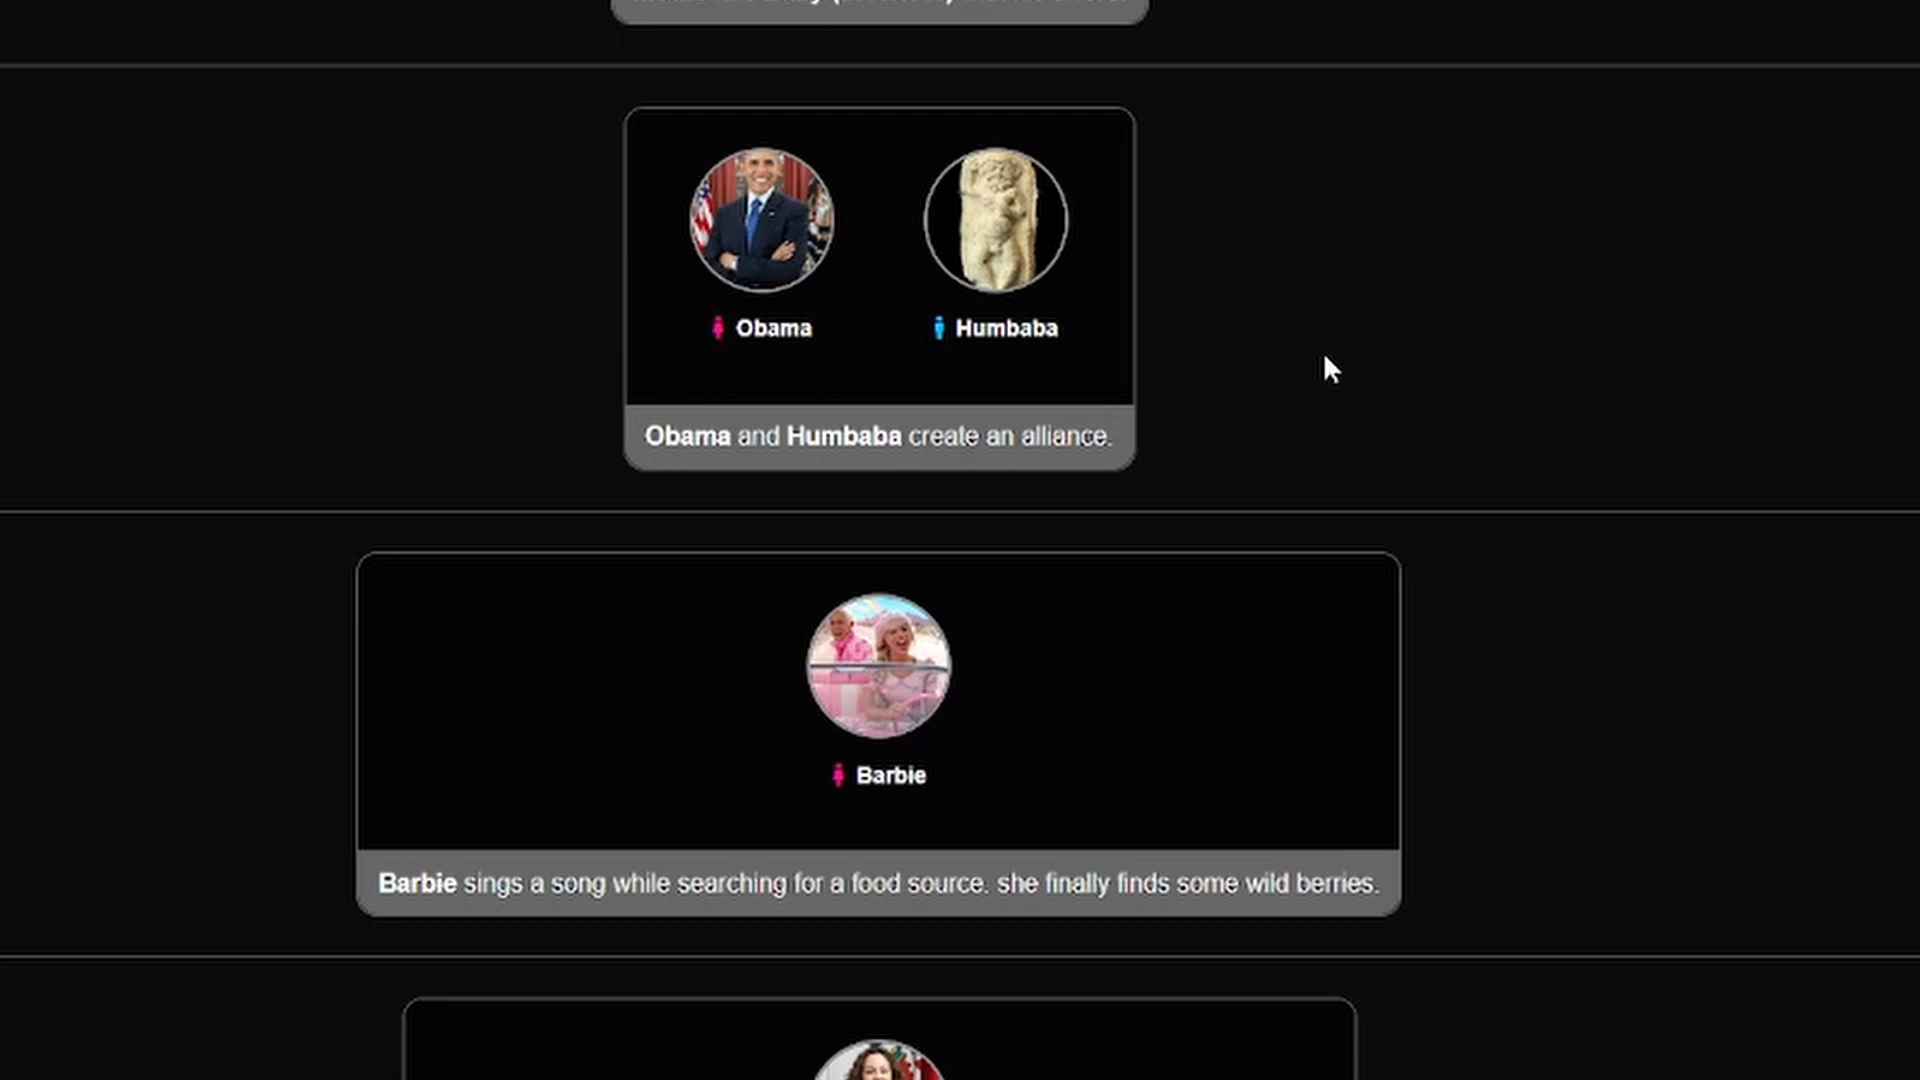 Obama
Humbaba
Obama and Humbaba create an alliance.
Barbie
Barbie sings a song while searching for a food source. she finally finds some wild berries.